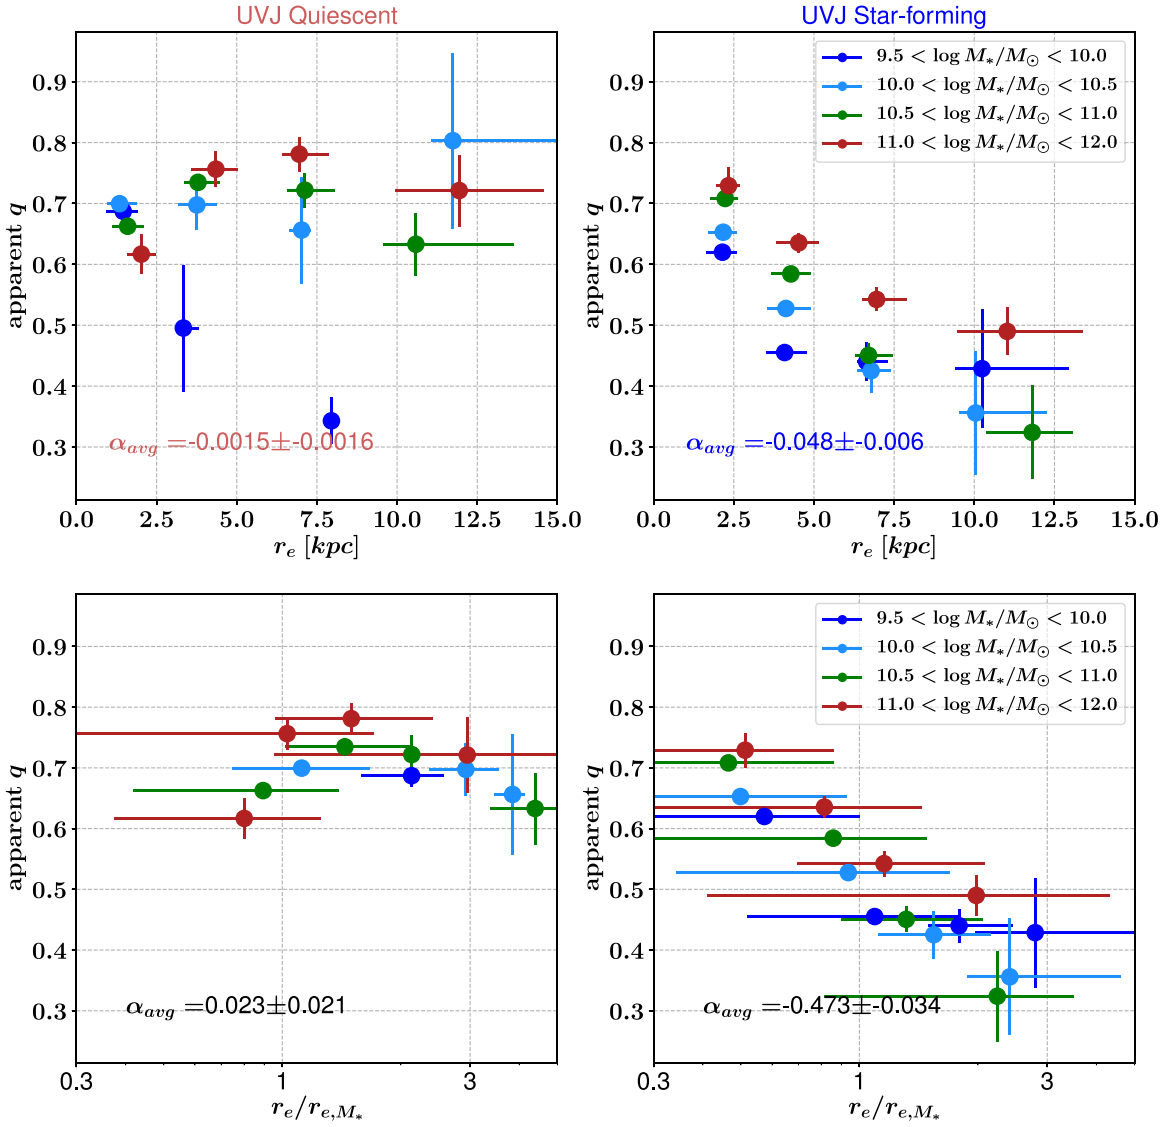 UVJ Quiescent
UVJ Star-forming
0.9
0.8
0.7
0.6
0.5
0.4
0.3
apparent q
α_avg =-0.0015±-0.0016
0.0 2.5 5.0 7.5 10.0 12.5 15.0
r_e [kpc]
9.5 < log M_*/M_⊙ < 10.0
10.0 < log M_*/M_⊙ < 10.5
10.5 < log M_*/M_⊙ < 11.0
11.0 < log M_*/M_⊙ < 12.0
0.9
0.8
0.7
0.6
0.5
0.4
0.3
apparent q
α_avg =-0.048±-0.006
0.0 2.5 5.0 7.5 10.0 12.5 15.0
r_e [kpc]
0.9
0.8
0.7
0.6
0.5
0.4
0.3
apparent q
α_avg =0.023±0.021
0.3 1 3
r_e/r_{e,M_*}
9.5 < log M_*/M_⊙ < 10.0
10.0 < log M_*/M_⊙ < 10.5
10.5 < log M_*/M_⊙ < 11.0
11.0 < log M_*/M_⊙ < 12.0
0.9
0.8
0.7
0.6
0.5
0.4
0.3
apparent q
α_avg =-0.473±-0.034
0.3 1 3
r_e/r_{e,M_*}